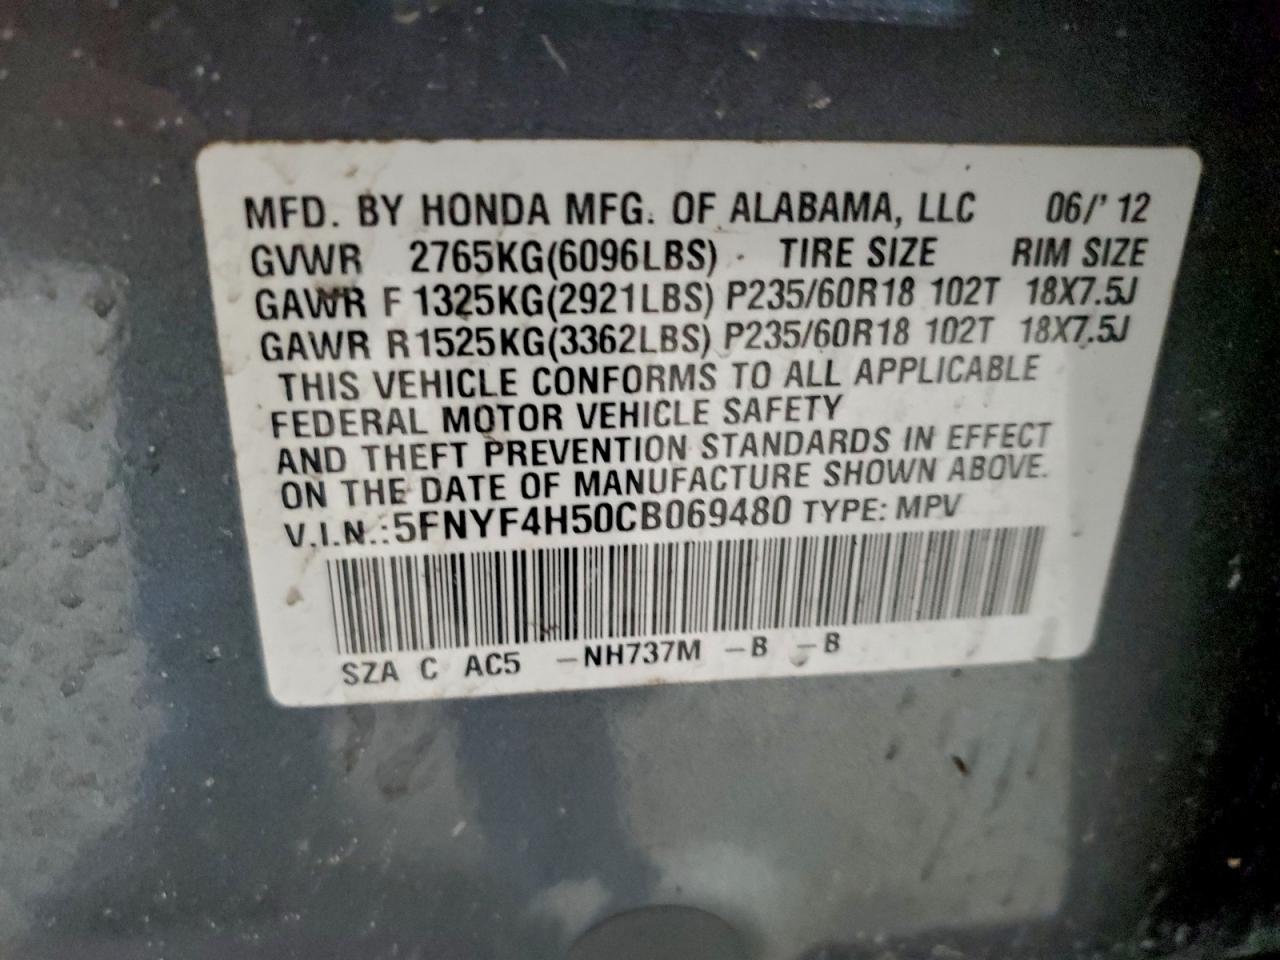 MFD. BY HONDA MFG. OF ALABAMA, LLC 06/'12
GVWR 2765KG(6096LBS) TIRE SIZE RIM SIZE
GAWR F 1325KG(2921LBS) P235/60R18 102T 18X7.5J
GAWR R 1525KG(3362LBS) P235/60R18 102T 18X7.5J
THIS VEHICLE CONFORMS TO ALL APPLICABLE
FEDERAL MOTOR VEHICLE SAFETY
AND THEFT PREVENTION STANDARDS IN EFFECT
ON THE DATE OF MANUFACTURE SHOWN ABOVE.
V.I.N.: 5FNYF4H50CB069480 TYPE: MPV
SZA C AC5 –NH737M –B –B